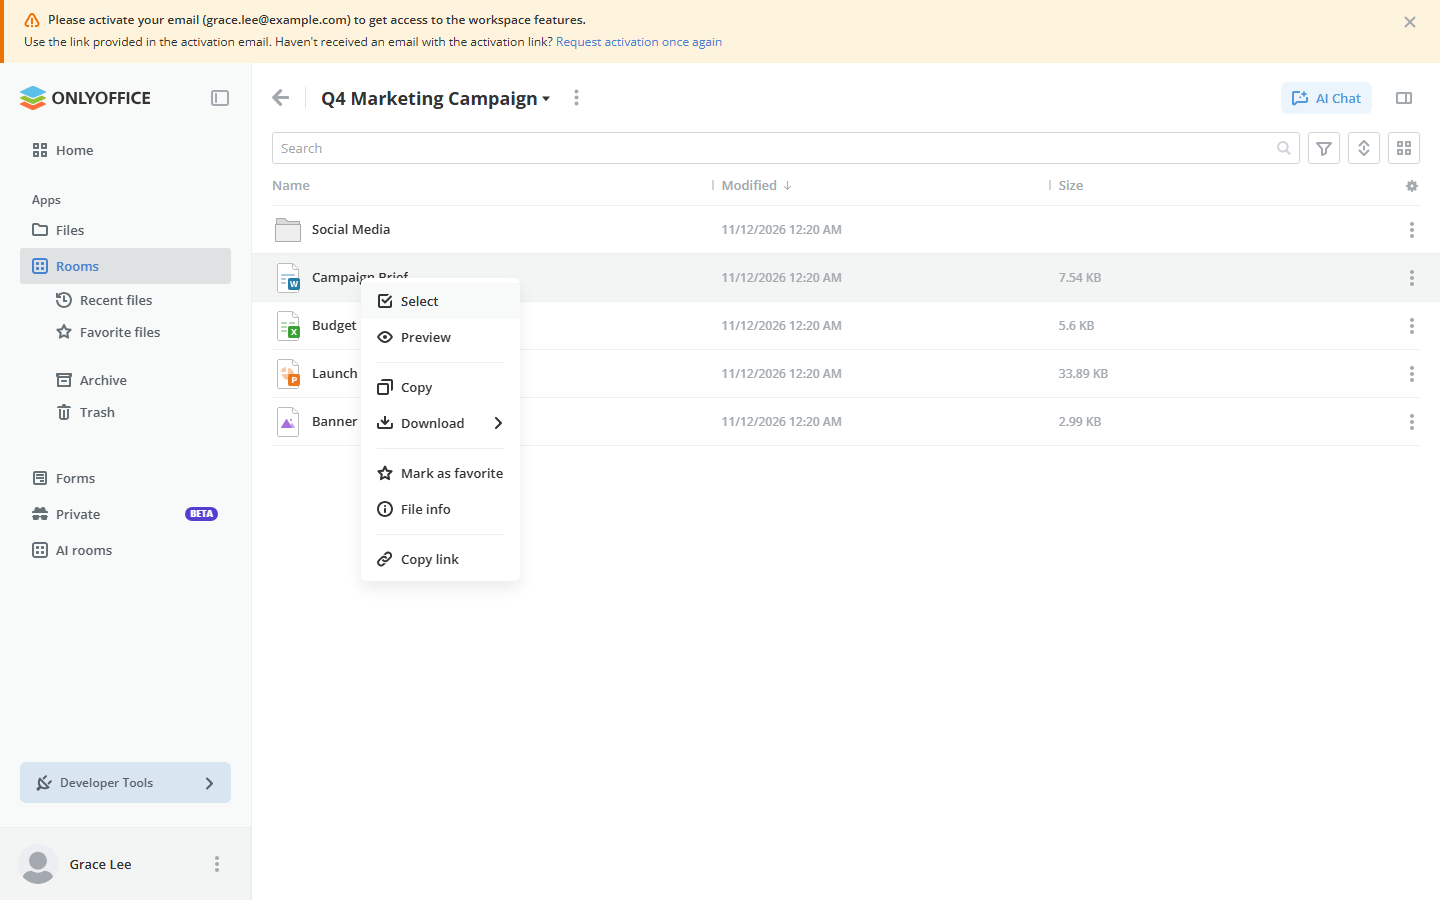 Please activate your email (grace.lee@example.com) to get access to the workspace features.
Use the link provided in the activation email. Haven't received an email with the activation link? Request activation once again
ONLYOFFICE
Home
Apps
Files
Rooms
Recent files
Favorite files
Archive
Trash
Forms
Private BETA
AI rooms
Developer Tools
Grace Lee
Q4 Marketing Campaign
AI Chat
Search
Name Modified Size
Social Media 11/12/2026 12:20 AM
Campaign Brief 11/12/2026 12:20 AM 7.54 KB
Budget 11/12/2026 12:20 AM 5.6 KB
Launch 11/12/2026 12:20 AM 33.89 KB
Banner 11/12/2026 12:20 AM 2.99 KB
Select
Preview
Copy
Download
Mark as favorite
File info
Copy link